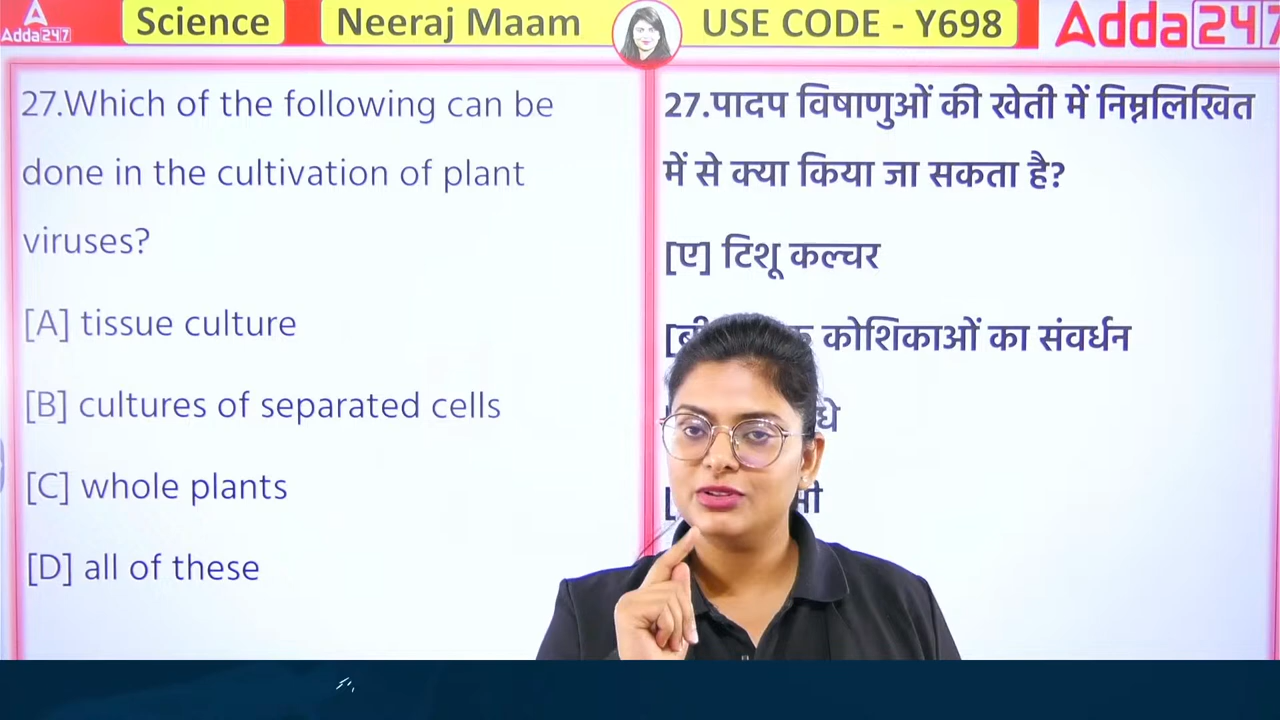 Adda247
Science
Neeraj Maam
USE CODE - Y698
Adda247
27.Which of the following can be
done in the cultivation of plant
viruses?
[A] tissue culture
[B] cultures of separated cells
[C] whole plants
[D] all of these
27.पादप विषाणुओं की खेती में निम्नलिखित
में से क्या किया जा सकता है?
[ए] टिशू कल्चर
कोशिकाओं का संवर्धन